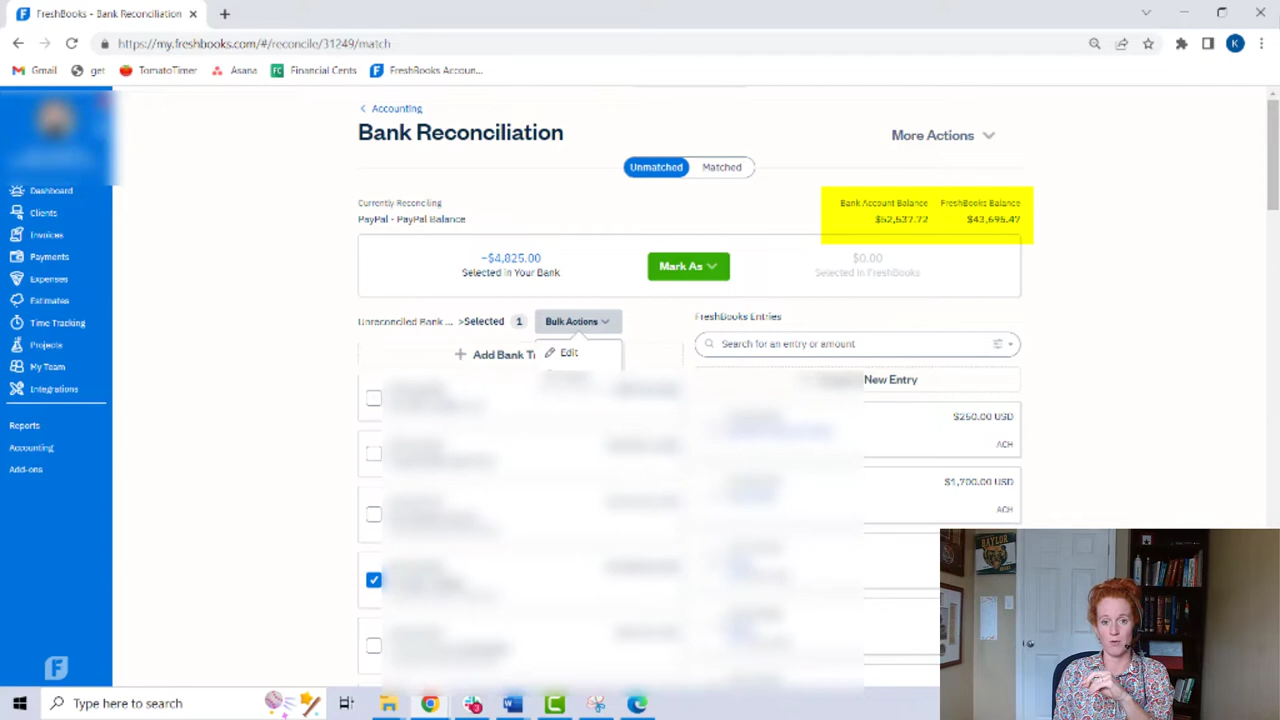 FreshBooks - Bank Reconciliation
https://my.freshbooks.com/#/reconcile/31249/match
Gmail
get
TomatoTimer
Asana
Financial Cents
FreshBooks Accoun...
K
Accounting
Bank Reconciliation
More Actions
Unmatched
Matched
Currently Reconciling
PayPal - PayPal Balance
Bank Account Balance
$52,537.72
FreshBooks Balance
$43,695.47
-$4,825.00
Selected in Your Bank
Mark As
$0.00
Selected in FreshBooks
Unreconciled Bank ... >Selected 1
Bulk Actions
Edit
Add Bank T
FreshBooks Entries
Search for an entry or amount
New Entry
$250.00 USD
ACH
$1,700.00 USD
ACH
Dashboard
Clients
Invoices
Payments
Expenses
Estimates
Time Tracking
Projects
My Team
Integrations
Reports
Accounting
Add-ons
BAYLOR
Type here to search